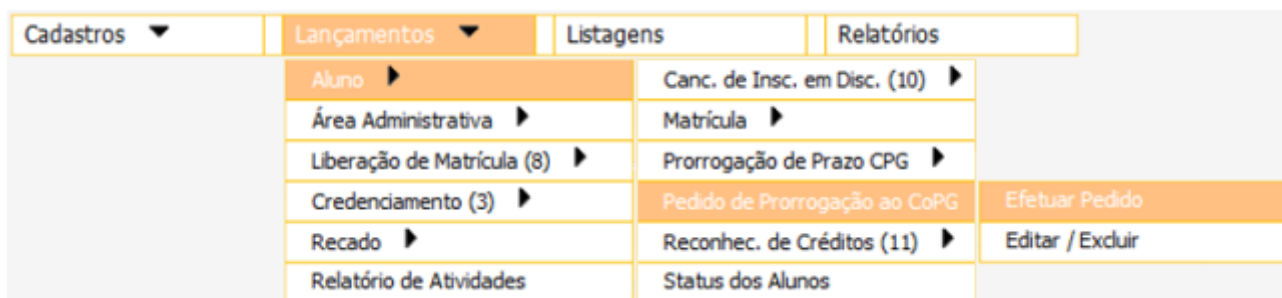 Cadastros Lançamentos Listagens Relatórios
Aluno Canc. de Insc. em Disc. (10)
Área Administrativa Matrícula
Liberação de Matrícula (8) Prorrogação de Prazo CPG
Credenciamento (3) Pedido de Prorrogação ao CoPG Efetuar Pedido
Recado Reconhec. de Créditos (11) Editar / Excluir
Relatório de Atividades Status dos Alunos